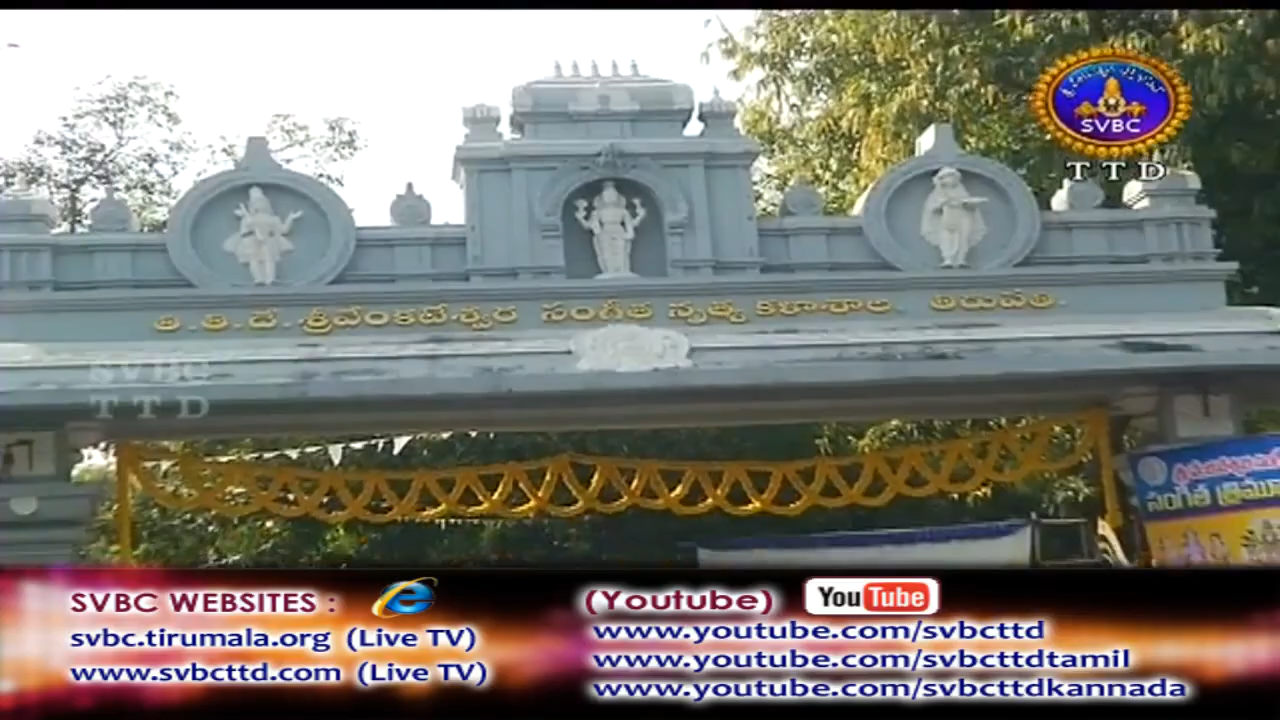 SVBC
TTD
తి.తి.దే. శ్రీవేంకటేశ్వర సంగీత నృత్య కళాశాల. తిరుపతి.
SVBC
TTD
సంగీత త్రిమూ
SVBC WEBSITES :
svbc.tirumala.org (Live TV)
www.svbcttd.com (Live TV)
(Youtube) YouTube
www.youtube.com/svbcttd
www.youtube.com/svbcttdtamil
www.youtube.com/svbcttdkannada